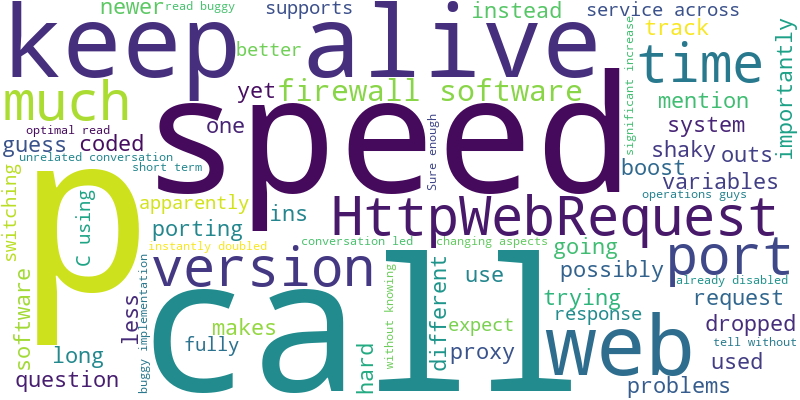 newer
read buggy
supports
instead
service across
keep alive
better
track
time
much
yet
firewall software
mention
importantly
significant increase
optimal read
guess
coded
one
speed
Sure enough
system
shaky
outs
unrelated conversation
short term
boost
variables
operations guys
switching
p
C using
apparently
ins
HttpWebRequest
porting
instantly doubled
conversation led
changing aspects
going
port
software
version
call
web
possibly
already disabled
buggy implementation
less
without knowing
different
use
trying
request
long
makes
expect
response
dropped
fully
hard
proxy
tell without
question
used
problems